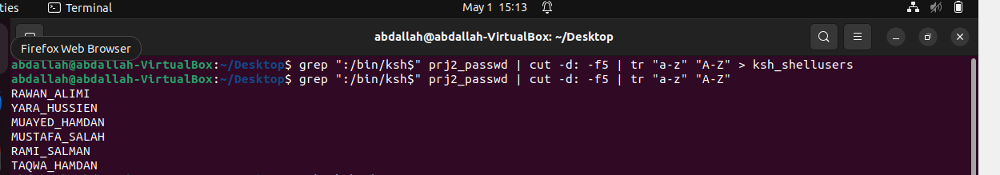 ties Terminal May 1 15:13
abdallah@abdallah-VirtualBox: ~/Desktop
Firefox Web Browser
abdallah@abdallah-VirtualBox:~/Desktop$ grep ":/bin/ksh$" prj2_passwd | cut -d: -f5 | tr "a-z" "A-Z" > ksh_shellusers
abdallah@abdallah-VirtualBox:~/Desktop$ grep ":/bin/ksh$" prj2_passwd | cut -d: -f5 | tr "a-z" "A-Z"
RAWAN_ALIMI
YARA_HUSSIEN
MUAYED_HAMDAN
MUSTAFA_SALAH
RAMI_SALMAN
TAQWA_HAMDAN